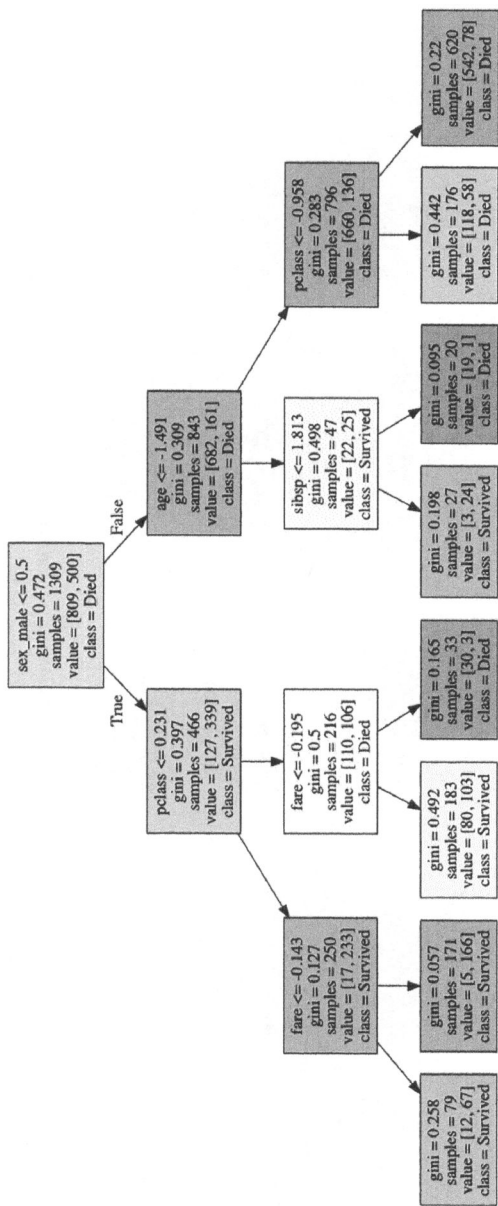 sex_male <= 0.5
gini = 0.472
samples = 1309
value = [809, 500]
class = Died
True
False
pclass <= 0.231
gini = 0.397
samples = 466
value = [127, 339]
class = Survived
age <= -1.491
gini = 0.309
samples = 843
value = [682, 161]
class = Died
fare <= -0.143
gini = 0.127
samples = 250
value = [17, 233]
class = Survived
fare <= -0.195
gini = 0.5
samples = 216
value = [110, 106]
class = Died
sibsp <= 1.813
gini = 0.498
samples = 47
value = [22, 25]
class = Survived
pclass <= -0.958
gini = 0.283
samples = 796
value = [660, 136]
class = Died
gini = 0.258
samples = 79
value = [12, 67]
class = Survived
gini = 0.057
samples = 171
value = [5, 166]
class = Survived
gini = 0.492
samples = 183
value = [80, 103]
class = Survived
gini = 0.165
samples = 33
value = [30, 3]
class = Died
gini = 0.198
samples = 27
value = [3, 24]
class = Survived
gini = 0.095
samples = 20
value = [19, 1]
class = Died
gini = 0.442
samples = 176
value = [118, 58]
class = Died
gini = 0.22
samples = 620
value = [542, 78]
class = Died